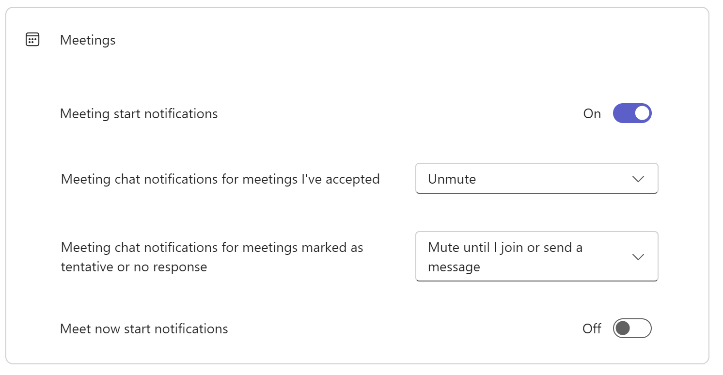 Meetings
Meeting start notifications
On
Meeting chat notifications for meetings I've accepted
Unmute
Meeting chat notifications for meetings marked as
tentative or no response
Mute until I join or send a
message
Meet now start notifications
Off